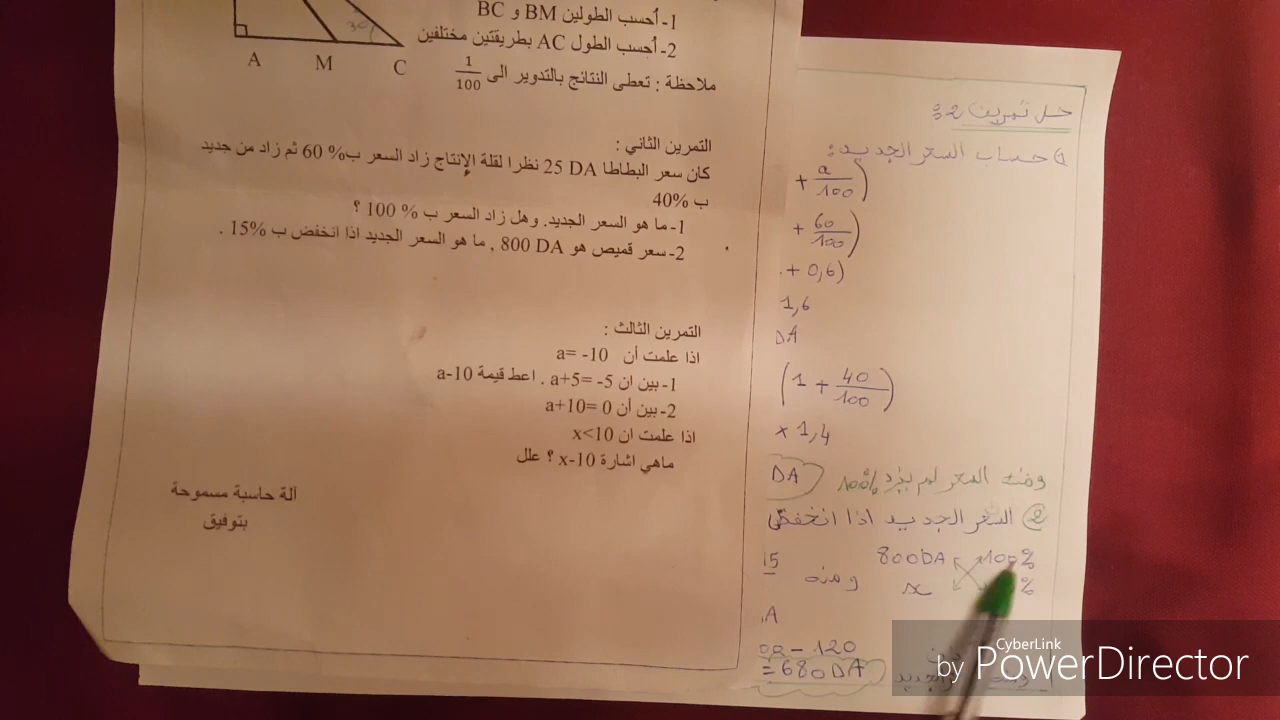 30°
A M C
1- أحسب الطولين BM و BC
2- أحسب الطول AC بطريقتين مختلفين
ملاحظة : تعطى النتائج بالتدوير الى 1/100
التمرين الثاني :
كان سعر البطاطا 25 DA نظرا لقلة الإنتاج زاد السعر ب% 60 ثم زاد من جديد
ب %40
1- ما هو السعر الجديد. وهل زاد السعر ب % 100 ؟
2- سعر قميص هو 800 DA , ما هو السعر الجديد اذا انخفض ب %15 .
التمرين الثالث :
اذا علمت أن a= -10
1- بين ان a+5= -5 . اعط قيمة a-10
2- بين أن a+10= 0
اذا علمت ان x<10
ماهي اشارة x-10 ؟ علل
آلة حاسبة مسموحة
بتوفيق
حل تمرين 2:
1) حساب السعر الجديد:
+ a/100)
+ 60/100)
+ 0,6)
1,6
DA
(1 + 40/100)
x 1,4
DA ومنه السعر لم يزد 100%
2) السعر الجديد اذا انخفض
15 ومنه 800DA 100%
x %
A
- 120
= 680DA الجديد
CyberLink
by PowerDirector